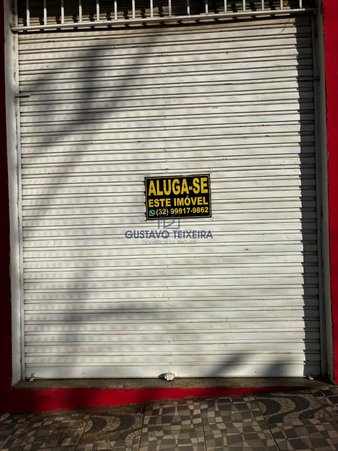 ALUGA-SE
ESTE IMÓVEL
(32) 99817-9862
GUSTAVO TEIXEIRA